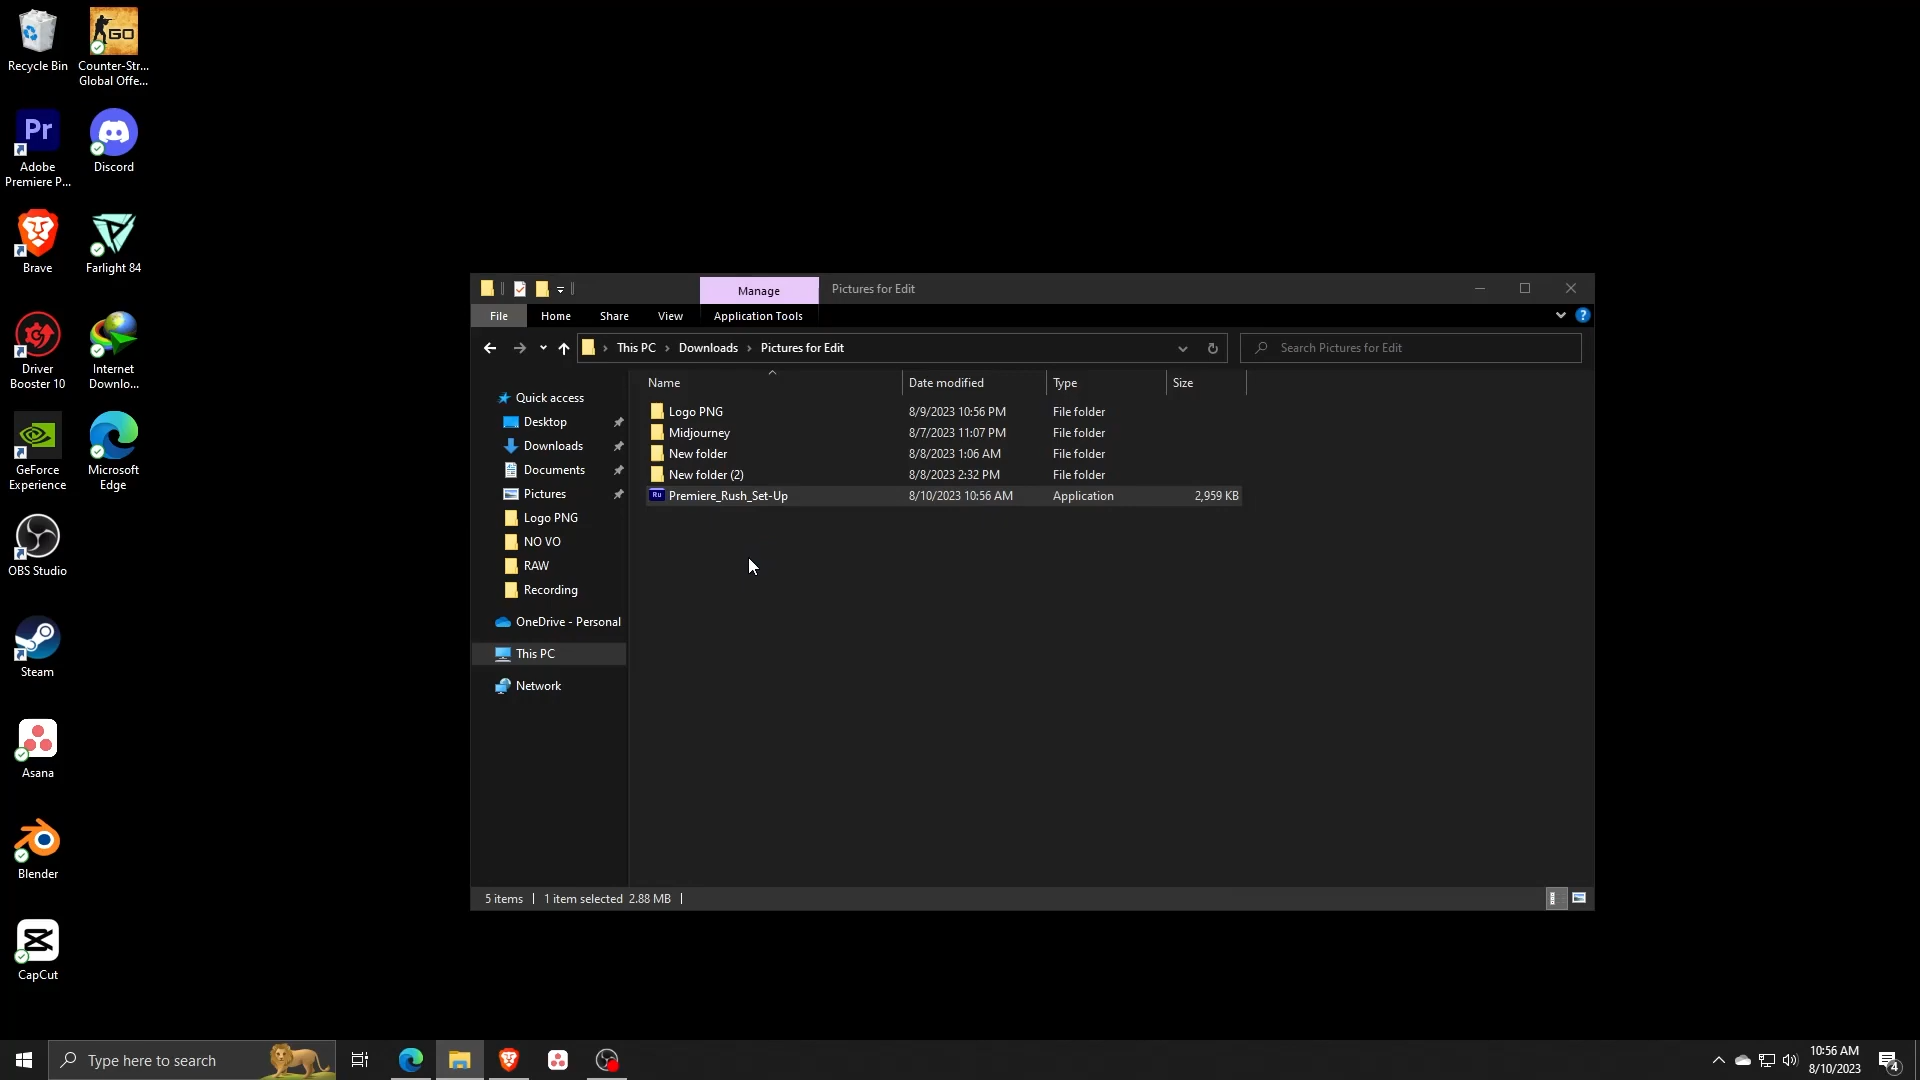 Recycle Bin
Counter-Str...
Global Offe...
GO
Pr
Adobe
Premiere P...
Discord
Brave
Farlight 84
Driver
Booster 10
Internet
Downlo...
GeForce
Experience
Microsoft
Edge
OBS Studio
Steam
Asana
Blender
CapCut
Manage
Pictures for Edit
File
Home
Share
View
Application Tools
?
This PC
Downloads
Pictures for Edit
Search Pictures for Edit
Name
Date modified
Type
Size
Quick access
Desktop
Downloads
Documents
Pictures
Logo PNG
NO VO
RAW
Recording
OneDrive - Personal
This PC
Network
Logo PNG 8/9/2023 10:56 PM File folder
Midjourney 8/7/2023 11:07 PM File folder
New folder 8/8/2023 1:06 AM File folder
New folder (2) 8/8/2023 2:32 PM File folder
Ru Premiere_Rush_Set-Up 8/10/2023 10:56 AM Application 2,959 KB
5 items 1 item selected 2.88 MB
Type here to search
10:56 AM
8/10/2023
4